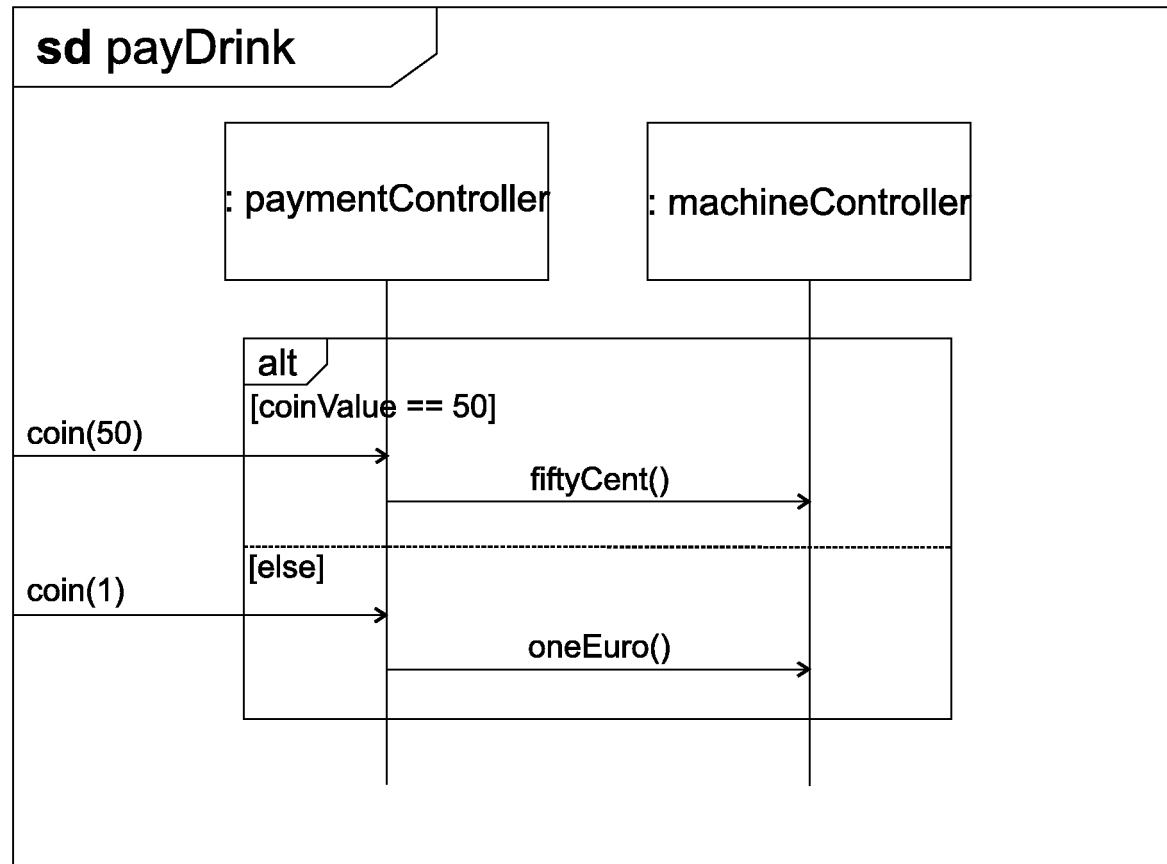 sd payDrink
: paymentController
: machineController
alt
[coinValue == 50]
coin(50)
fiftyCent()
[else]
coin(1)
oneEuro()